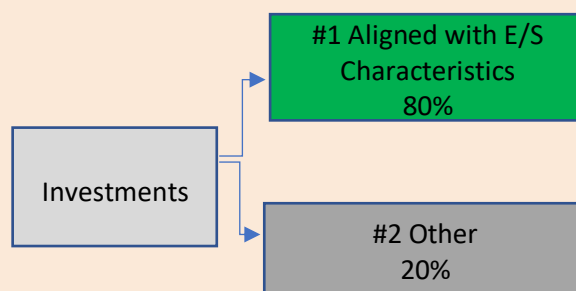 #1 Aligned with E/S
Characteristics
80%
Investments
#2 Other
20%